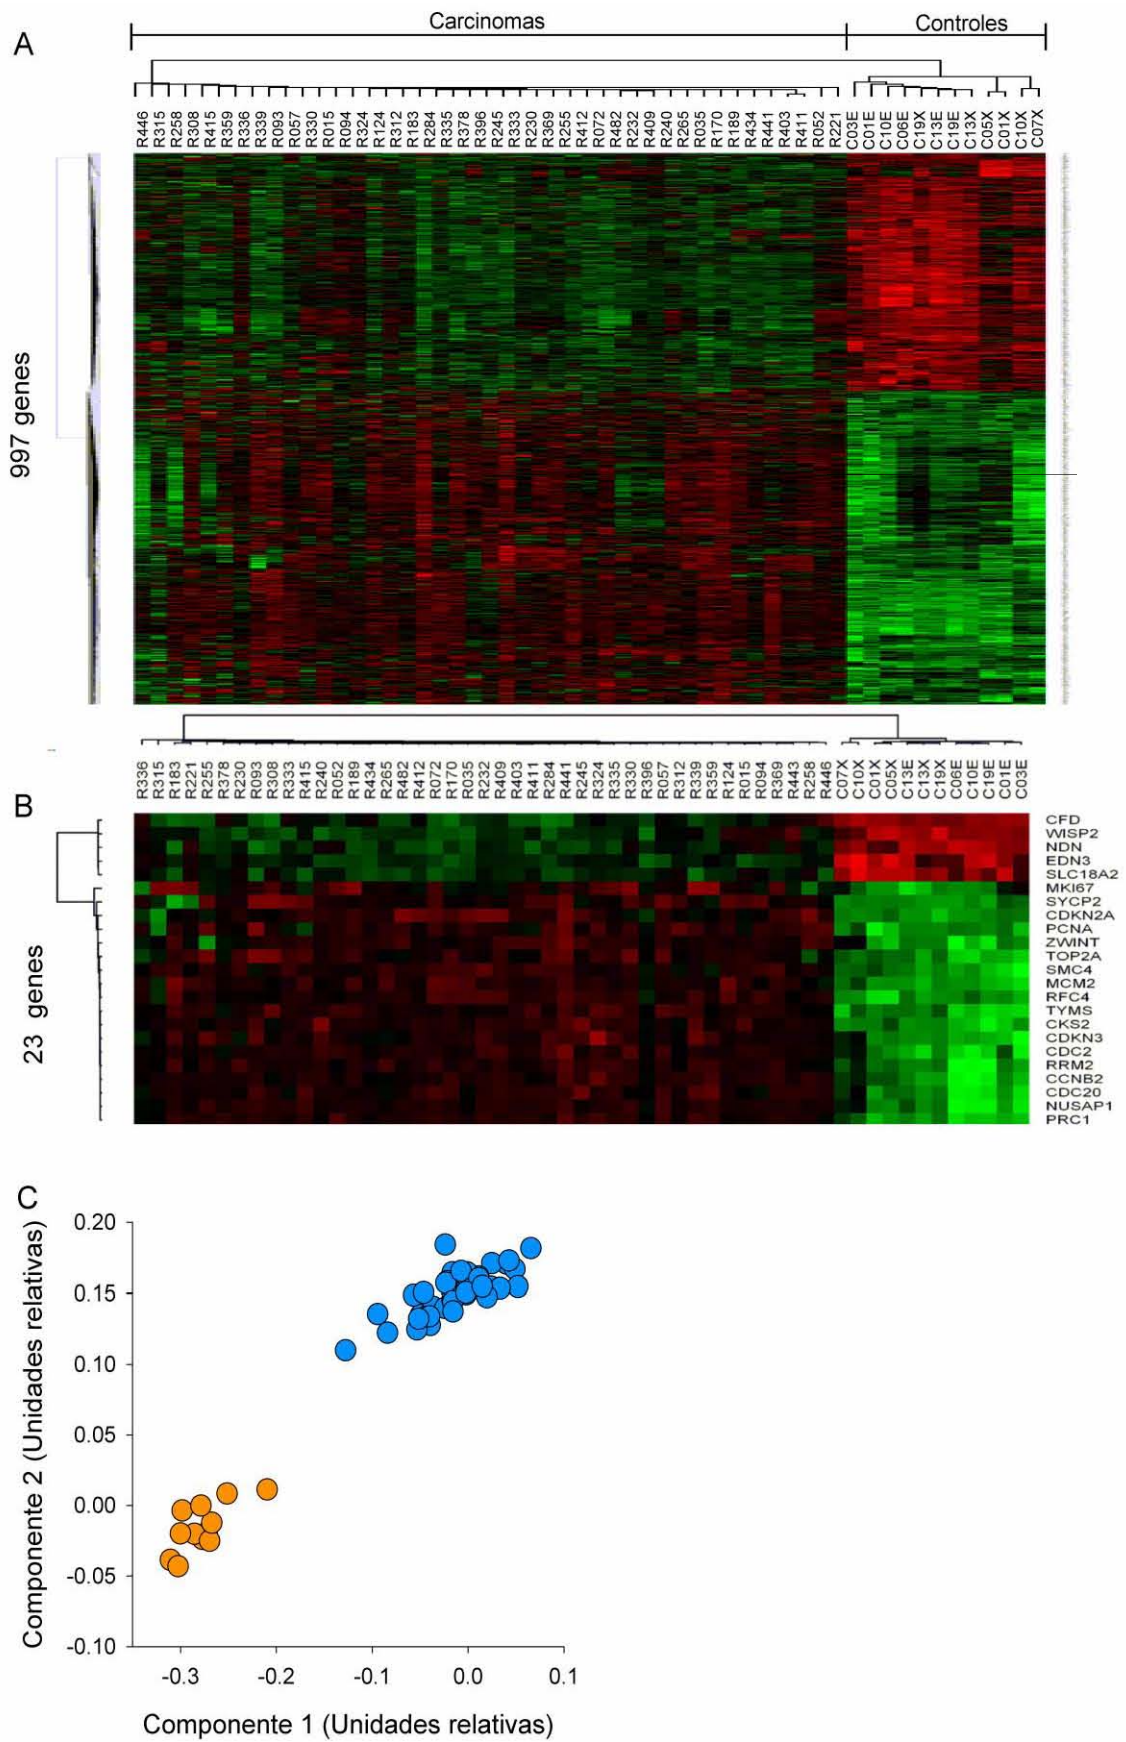 Carcinomas
Controles
A
R446 R315 R258 R308 R415 R359 R336 R339 R093 R057 R330 R015 R094 R324 R124 R312 R183 R284 R335 R378 R396 R245 R333 R230 R369 R255 R412 R072 R482 R232 R409 R240 R265 R035 R170 R189 R434 R441 R403 R411 R052 R221 C03E C01E C10E C06E C19X C13E C19E C13X C05X C01X C10X C07X
997 genes
R336 R315 R183 R221 R255 R378 R230 R093 R308 R333 R415 R240 R052 R189 R434 R265 R482 R412 R072 R170 R035 R232 R409 R403 R411 R284 R441 R245 R324 R335 R330 R396 R057 R312 R339 R359 R124 R015 R094 R369 R443 R258 R446 C07X C10X C01X C05X C13E C13X C19X C06E C10E C19E C01E C03E
B
23 genes
CFD
WISP2
NDN
EDN3
SLC18A2
MKI67
SYCP2
CDKN2A
PCNA
ZWINT
TOP2A
SMC4
MCM2
RFC4
TYMS
CKS2
CDKN3
CDC2
RRM2
CCNB2
CDC20
NUSAP1
PRC1
C
Componente 2 (Unidades relativas)
0.20
0.15
0.10
0.05
0.00
-0.05
-0.10
-0.3 -0.2 -0.1 0.0 0.1
Componente 1 (Unidades relativas)